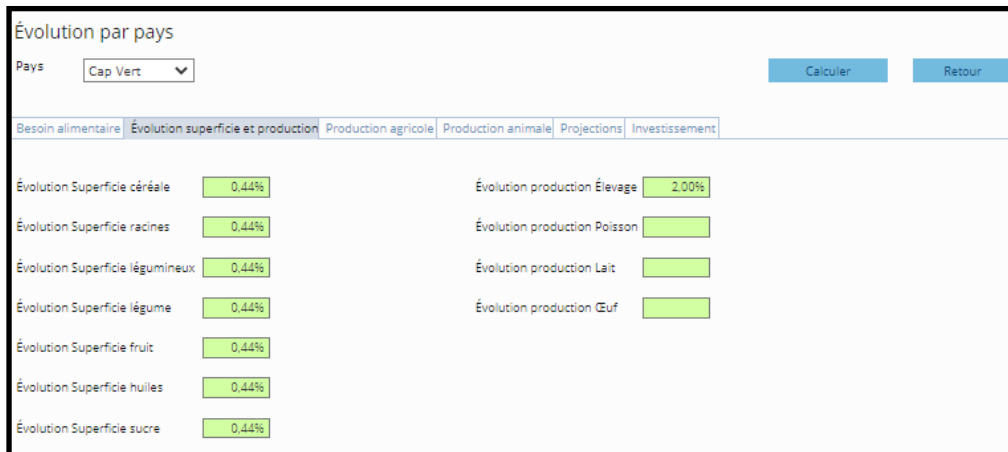 Évolution par pays
Pays Cap Vert Calculer Retour
Besoin alimentaire Évolution superficie et production Production agricole Production animale Projections Investissement
Évolution Superficie céréale 0,44% Évolution production Élevage 2,00%
Évolution Superficie racines 0,44% Évolution production Poisson
Évolution Superficie légumineux 0,44% Évolution production Lait
Évolution Superficie légume 0,44% Évolution production Œuf
Évolution Superficie fruit 0,44%
Évolution Superficie huiles 0,44%
Évolution Superficie sucre 0,44%